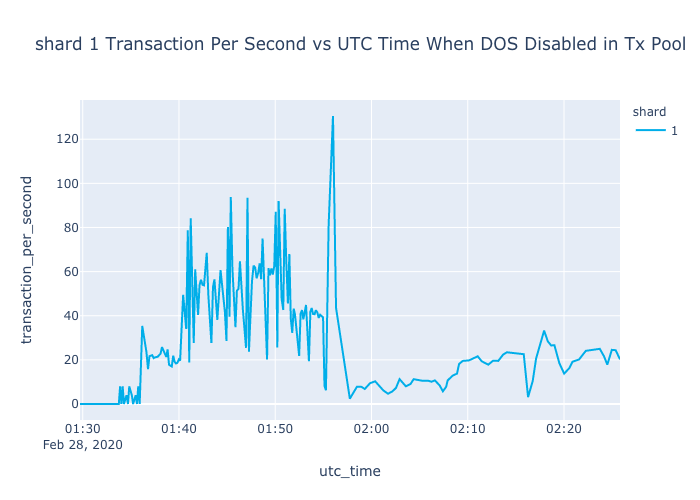 shard 1 Transaction Per Second vs UTC Time When DOS Disabled in Tx Pool
shard
1
transaction_per_second
120
100
80
60
40
20
0
01:30
Feb 28, 2020
01:40
01:50
02:00
02:10
02:20
utc_time